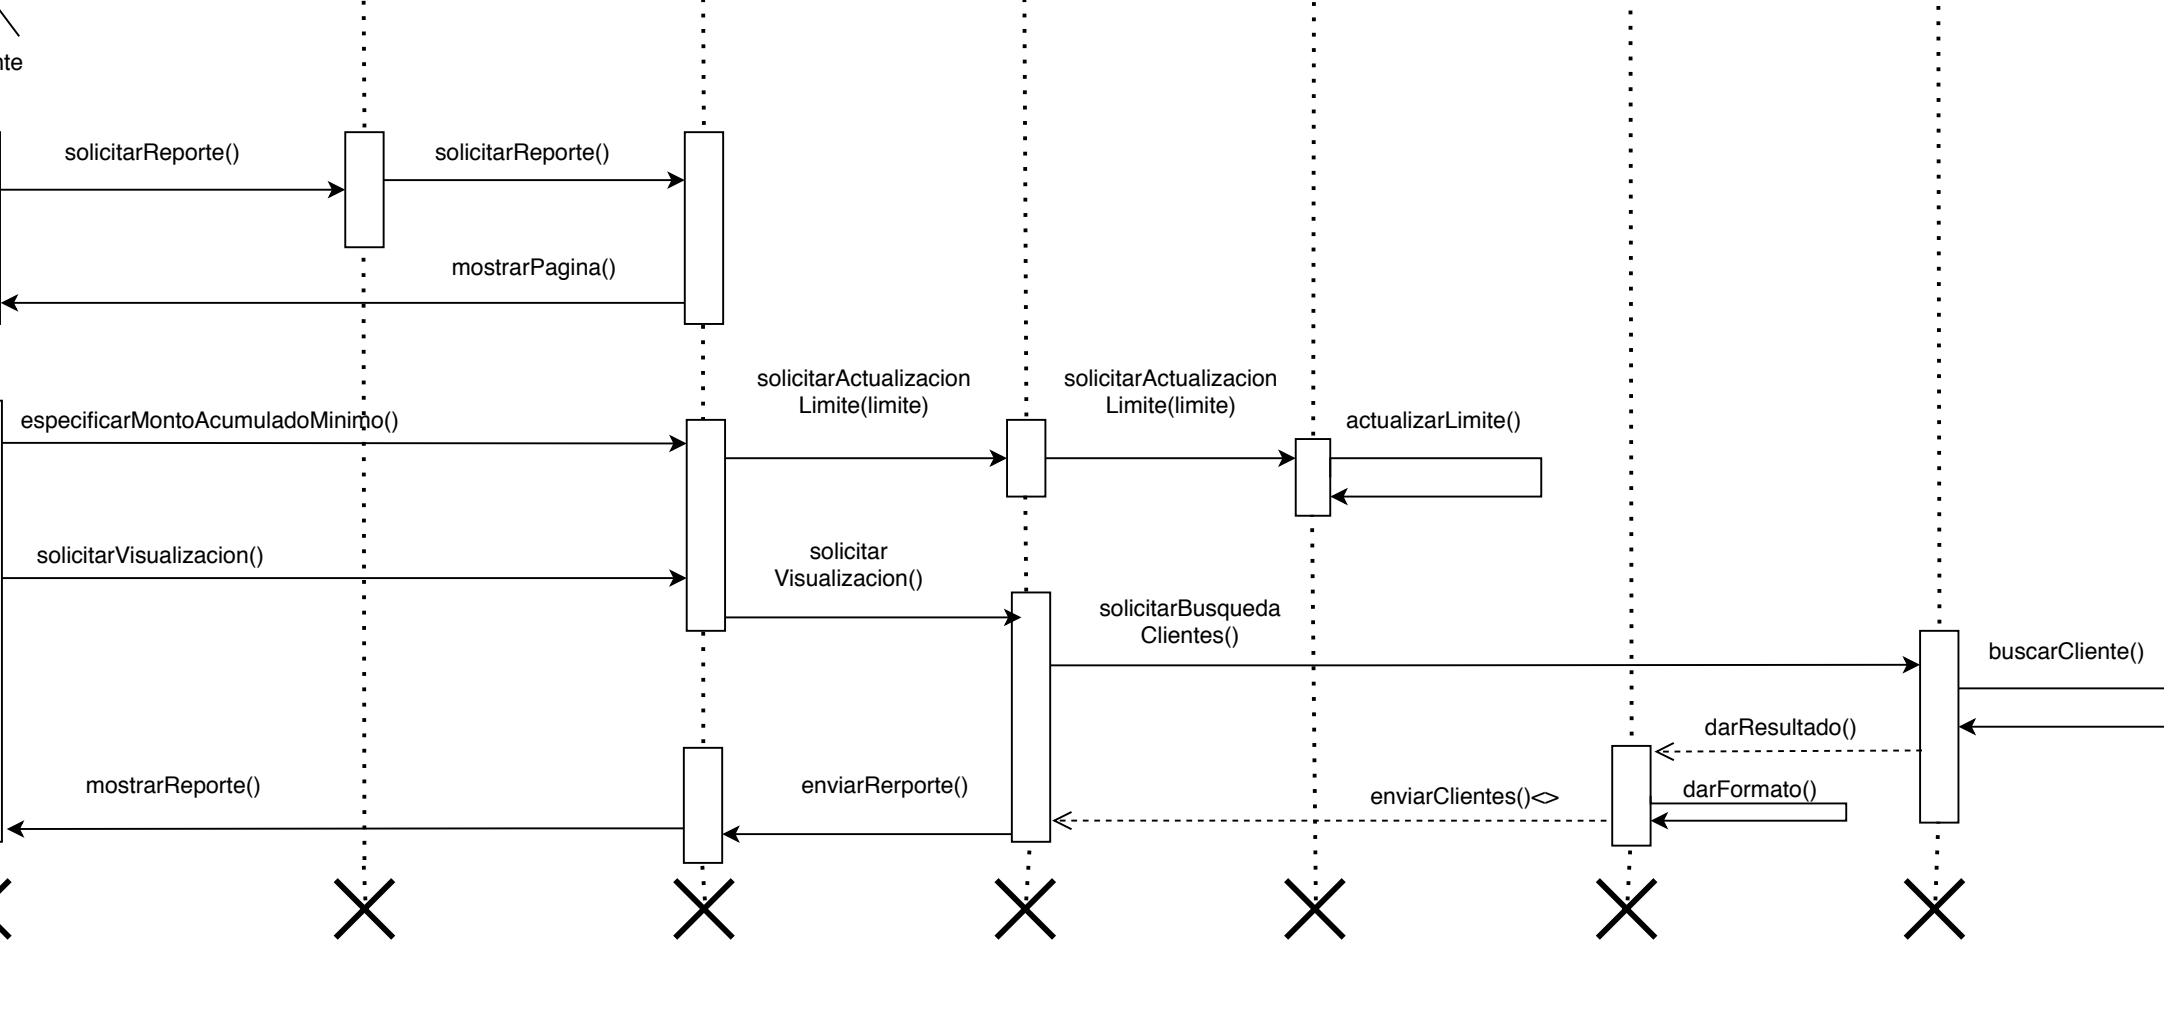 nte
solicitarReporte()
solicitarReporte()
mostrarPagina()
solicitarActualizacion
Limite(limite)
solicitarActualizacion
Limite(limite)
especificarMontoAcumuladoMinimo()
actualizarLimite()
solicitarVisualizacion()
solicitar
Visualizacion()
solicitarBusqueda
Clientes()
buscarCliente()
darResultado()
mostrarReporte()
enviarRerporte()
enviarClientes()<>
darFormato()